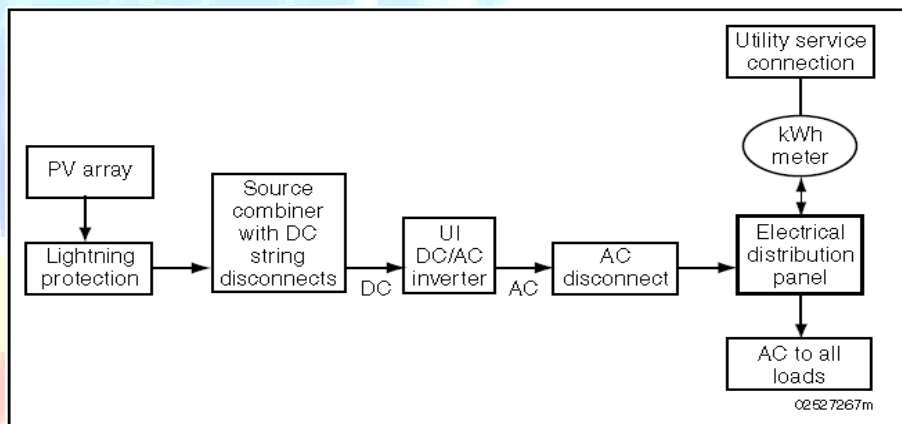 Utility service
connection
kWh
meter
PV array
Lightning
protection
Source
combiner
with DC
string
disconnects
DC
UI
DC/AC
inverter
AC
AC
disconnect
Electrical
distribution
panel
AC to all
loads
02527267m